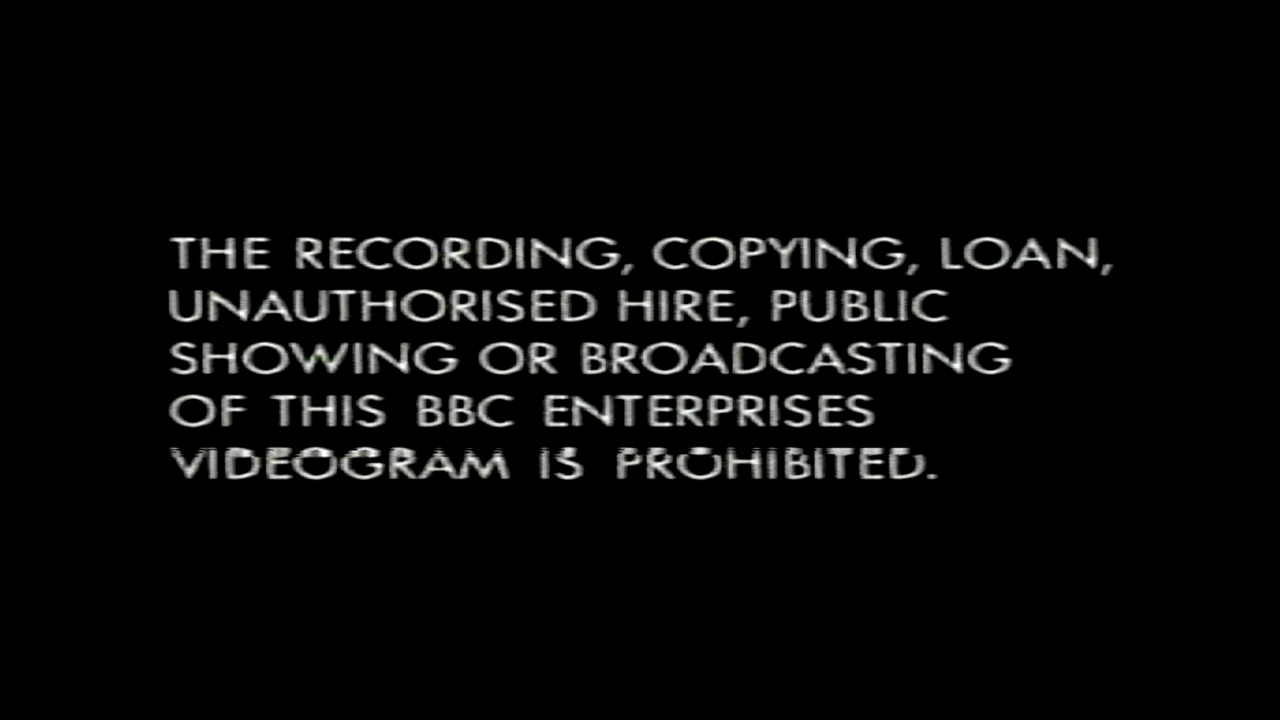 THE RECORDING, COPYING, LOAN,
UNAUTHORISED HIRE, PUBLIC
SHOWING OR BROADCASTING
OF THIS BBC ENTERPRISES
VIDEOGRAM IS PROHIBITED.